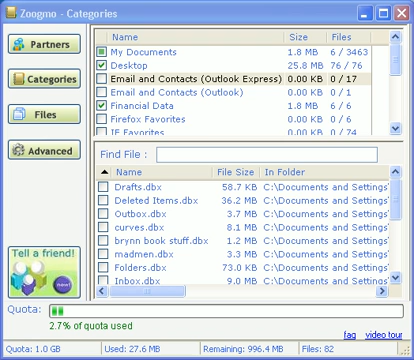 Zoogmo - Categories
Partners
Categories
Files
Advanced
Tell a friend!
new!
Name Size Files
My Documents 1.8 MB 6 / 3463
Desktop 25.8 MB 76 / 76
Email and Contacts (Outlook Express) 0.00 KB 0 / 17
Email and Contacts (Outlook) 0.00 KB 0 / 1
Financial Data 1.8 MB 6 / 6
Firefox Favorites 0.00 KB 0 / 6
IE Favorites 0.00 KB 0 / 74
Find File :
Name File Size In Folder
Drafts.dbx 58.7 KB C:\Documents and Settings\
Deleted Items.dbx 36.2 MB C:\Documents and Settings\
Outbox.dbx 3.7 MB C:\Documents and Settings\
curves.dbx 8.1 MB C:\Documents and Settings\
brynn book stuff.dbx 1.2 MB C:\Documents and Settings\
madmen.dbx 3.3 MB C:\Documents and Settings\
Folders.dbx 73.0 KB C:\Documents and Settings\
Inbox.dbx 9.0 MB C:\Documents and Settings\
Quota:
2.7% of quota used
faq video tour
Quota: 1.0 GB Used: 27.6 MB Remaining: 996.4 MB Files: 82